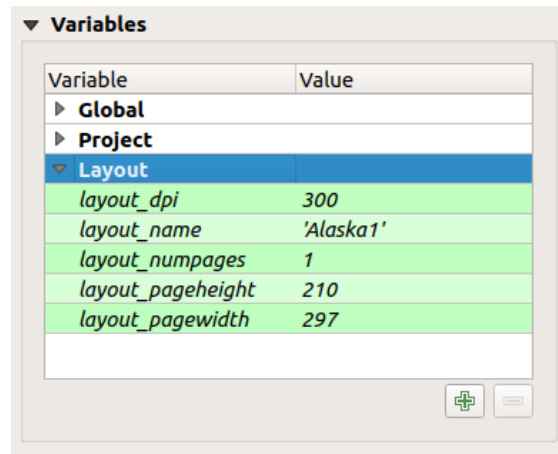 Variables
Variable Value
Global
Project
Layout
layout_dpi 300
layout_name 'Alaska1'
layout_numpages 1
layout_pageheight 210
layout_pagewidth 297